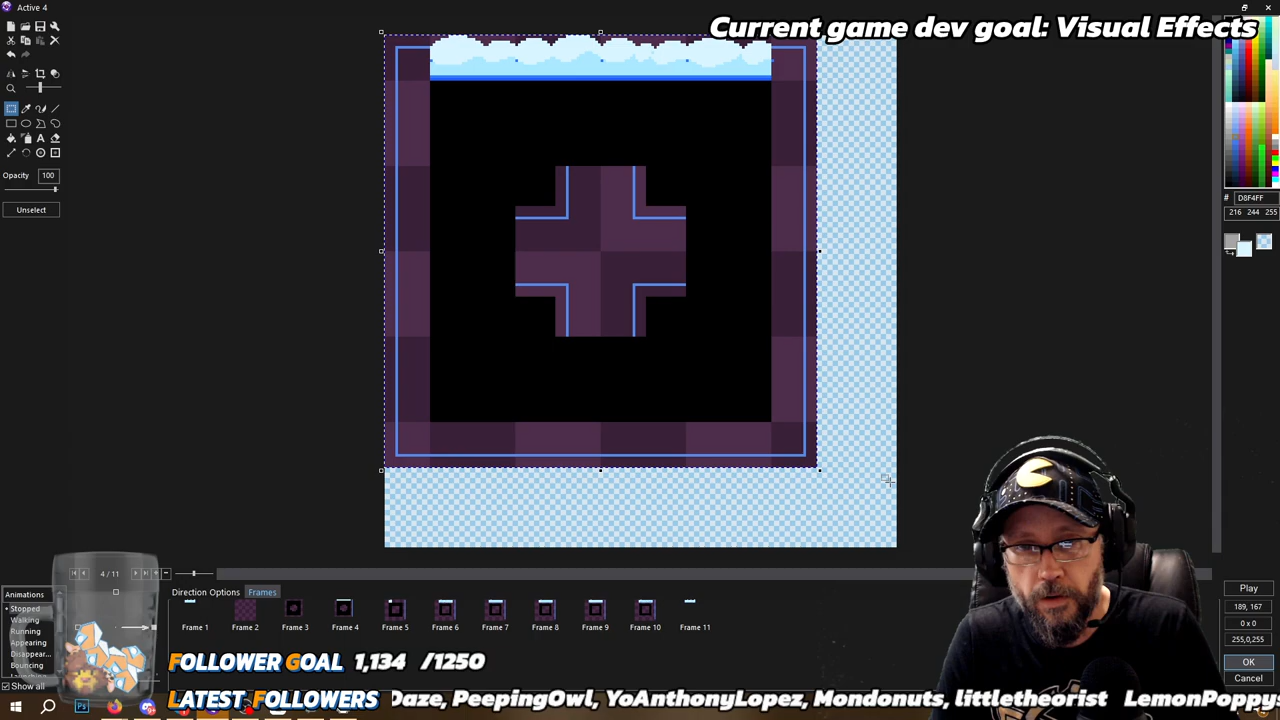 Active 4
Current game dev goal: Visual Effects
Opacity 100
Unselect
# D8F4FF
216 244 255
4 / 11
Animations
Stopped
Walking
Running
Appearing
Disappear...
Bouncing
Show all
Direction Options Frames
Frame 1 Frame 2 Frame 3 Frame 4 Frame 5 Frame 6 Frame 7 Frame 8 Frame 9 Frame 10 Frame 11
Play
189, 167
0 x 0
255,0,255
OK
Cancel
FOLLOWER GOAL 1,134 /1250
LATEST FOLLOWERS Daze, PeepingOwl, YoAnthonyLopez, Mondonuts, littletheorist LemonPoppy
Ps